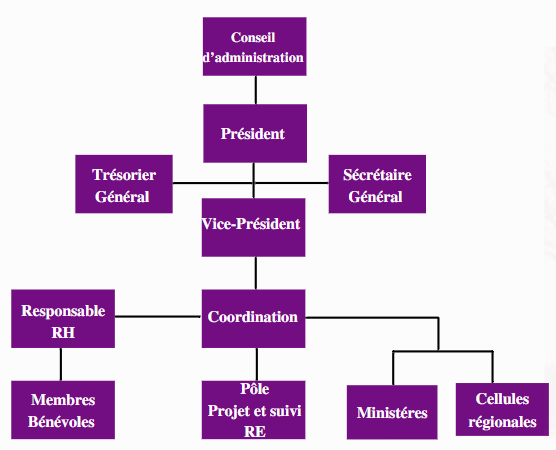 Conseil
d'administration
Président
Trésorier
Général
Sécrétaire
Général
Vice-Président
Responsable
RH
Coordination
Membres
Bénévoles
Pôle
Projet et suivi
RE
Ministéres
Cellules
régionales